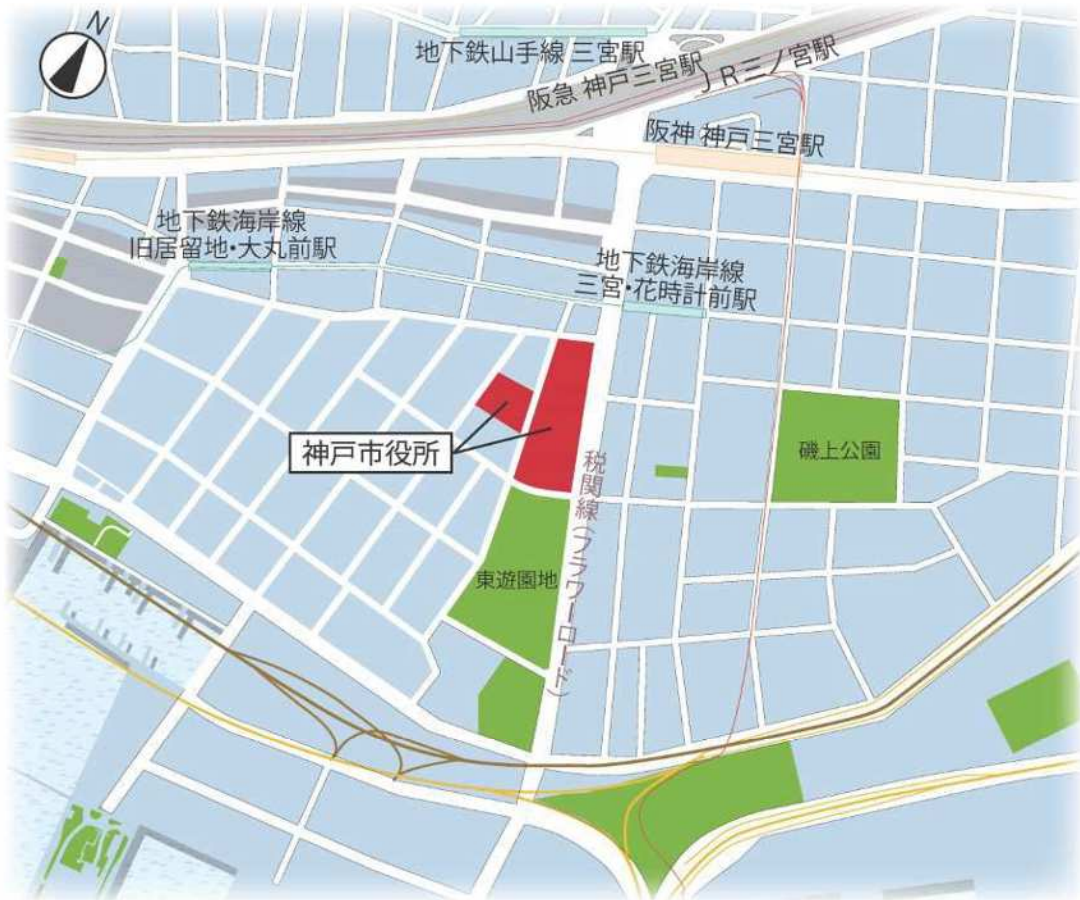 N
地下鉄山手線 三宮駅
阪急 神戸三宮駅
JR三ノ宮駅
阪神 神戸三宮駅
地下鉄海岸線
旧居留地・大丸前駅
地下鉄海岸線
三宮・花時計前駅
神戸市役所
磯上公園
税関線(フラワーロード)
東遊園地